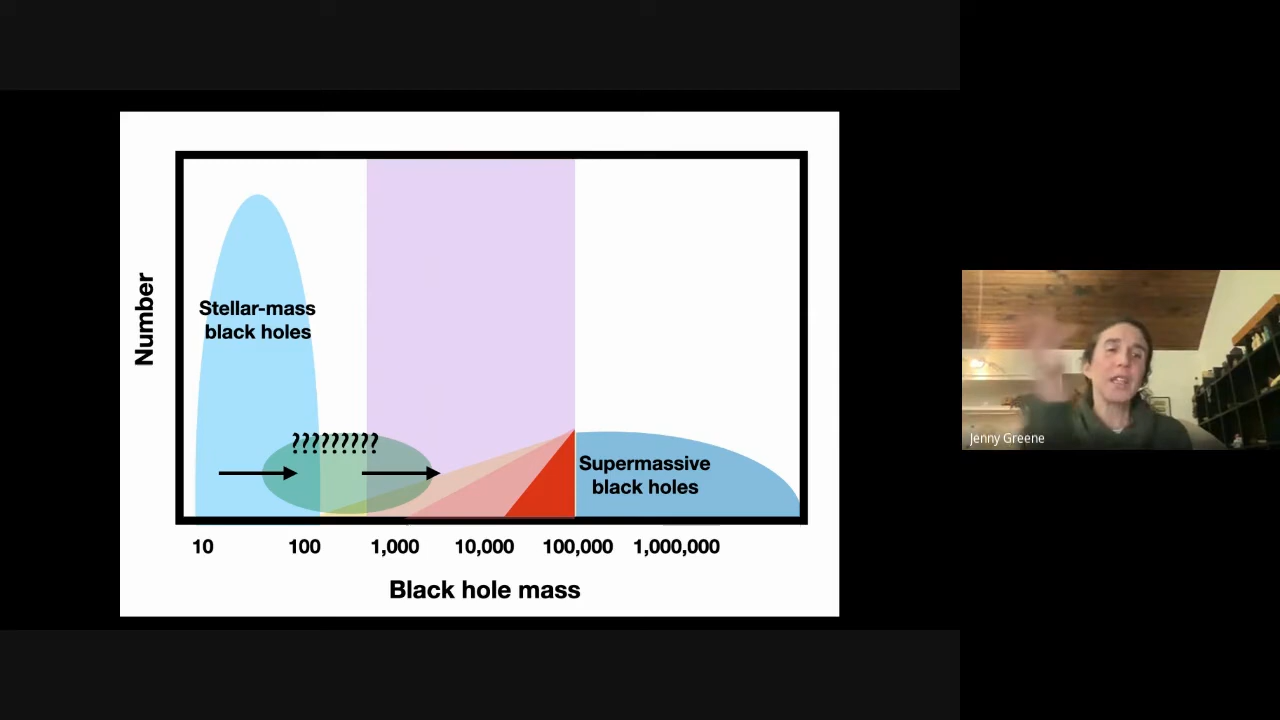 Number
Stellar-mass
black holes
?????????
Supermassive
black holes
10 100 1,000 10,000 100,000 1,000,000
Black hole mass
Jenny Greene